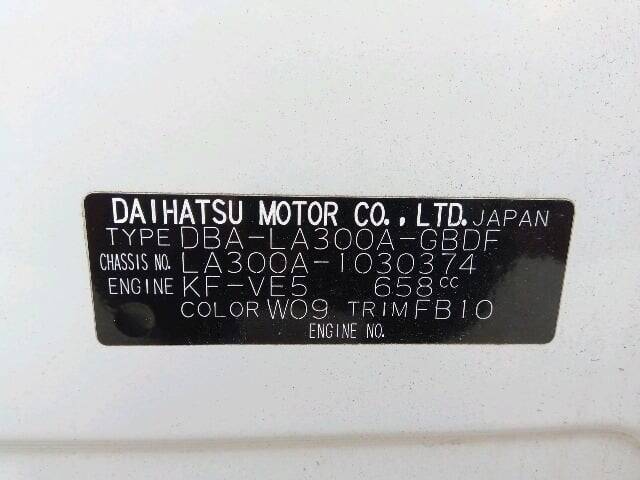 DAIHATSU MOTOR CO., LTD. JAPAN
TYPE DBA-LA300A-GBDF
CHASSIS NO. LA300A-1030374
ENGINE KF-VE5 658cc
COLOR W09 TRIM FB10
ENGINE NO.